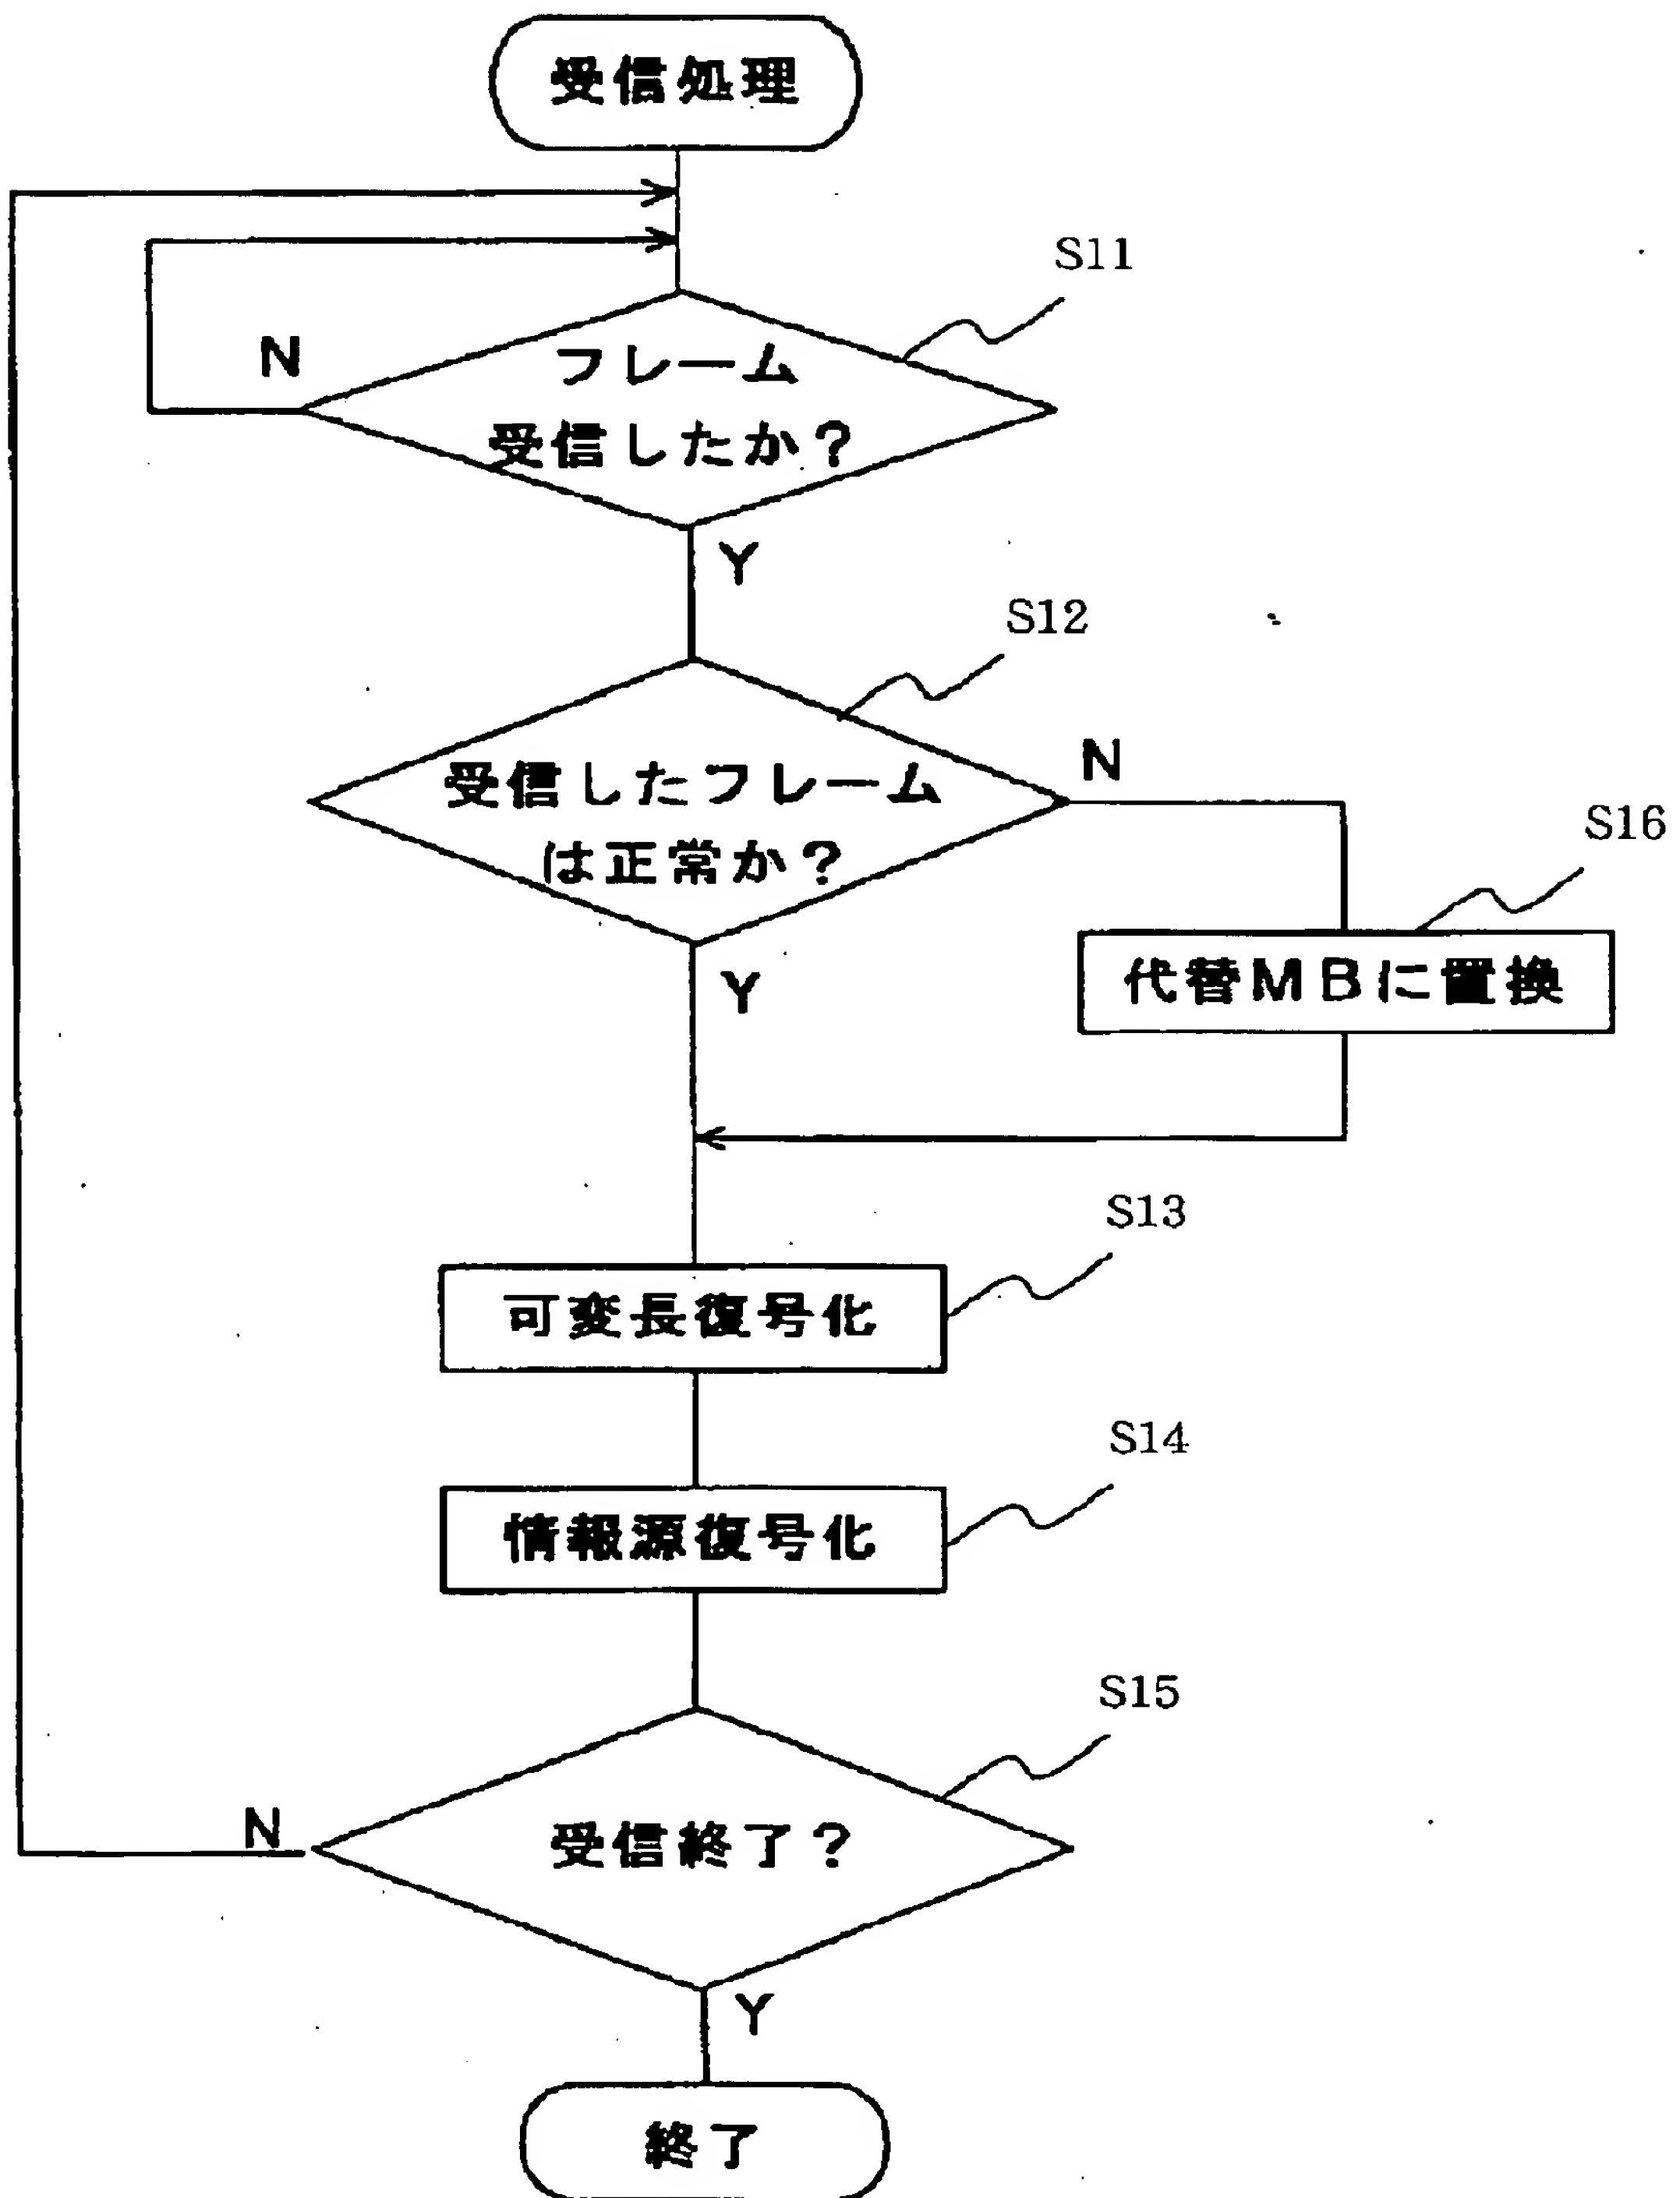 受信処理
S11
N
フレーム
受信したか？
Y
S12
受信したフレーム
は正常か？
N
S16
代替ＭＢに置換
Y
S13
可変長復号化
S14
情報源復号化
S15
N
受信終了？
Y
終了